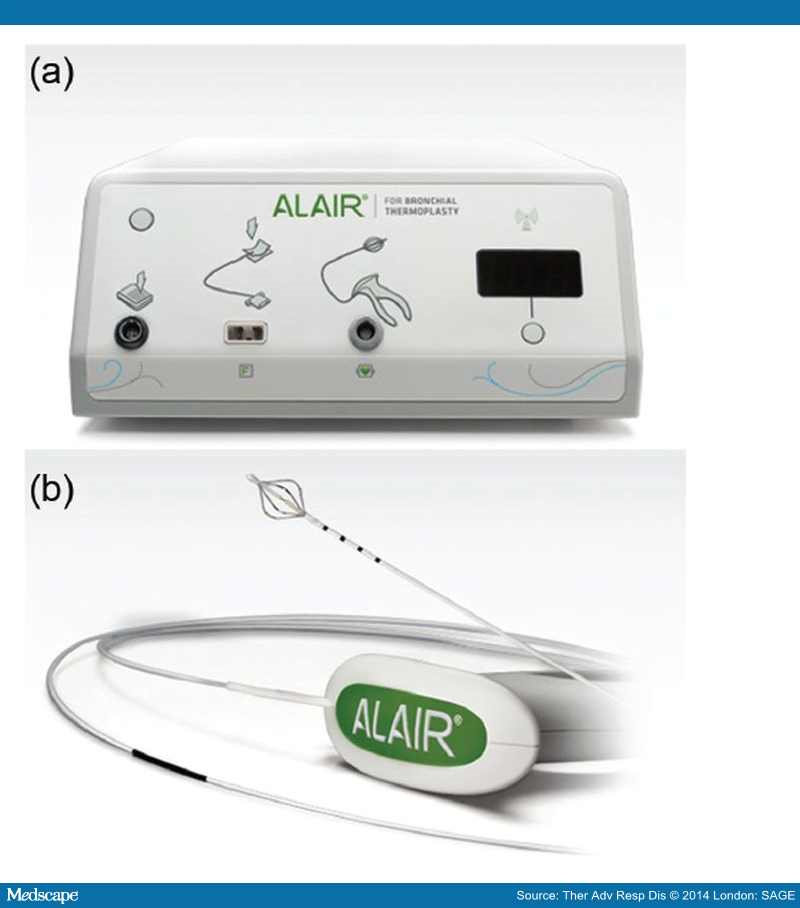 (a)
ALAIR® FOR BRONCHIAL
THERMOPLASTY
F
(b)
ALAIR®
Medscape
Source: Ther Adv Resp Dis © 2014 London: SAGE